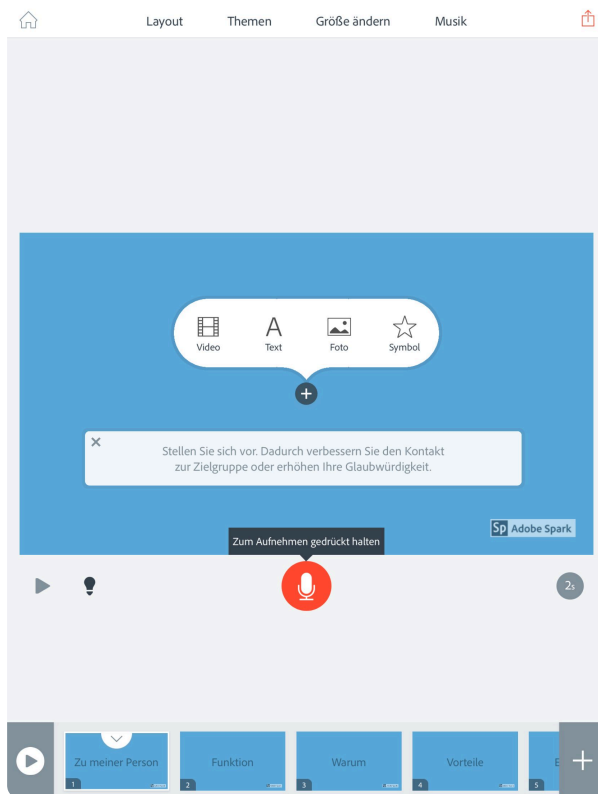 Layout
Themen
Größe ändern
Musik
Video
Text
Foto
Symbol
Stellen Sie sich vor. Dadurch verbessern Sie den Kontakt
zur Zielgruppe oder erhöhen Ihre Glaubwürdigkeit.
Sp Adobe Spark
Zum Aufnehmen gedrückt halten
2s
Zu meiner Person
1
Funktion
2
Warum
3
Vorteile
4
5